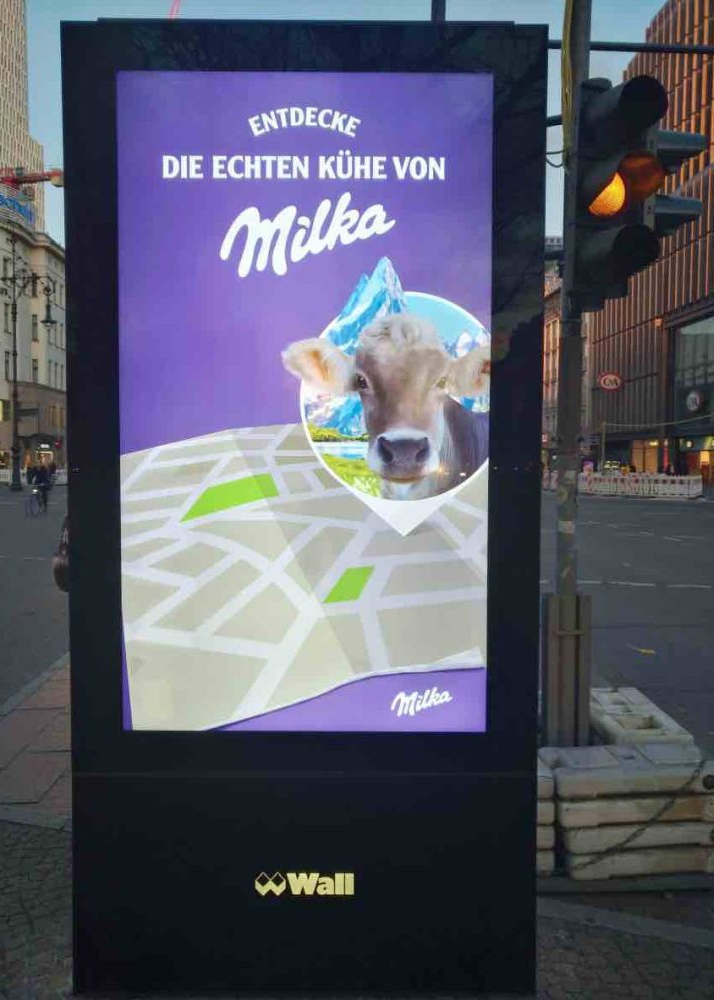 ENTDECKE
DIE ECHTEN KÜHE VON
Milka
Milka
Wall
C&A